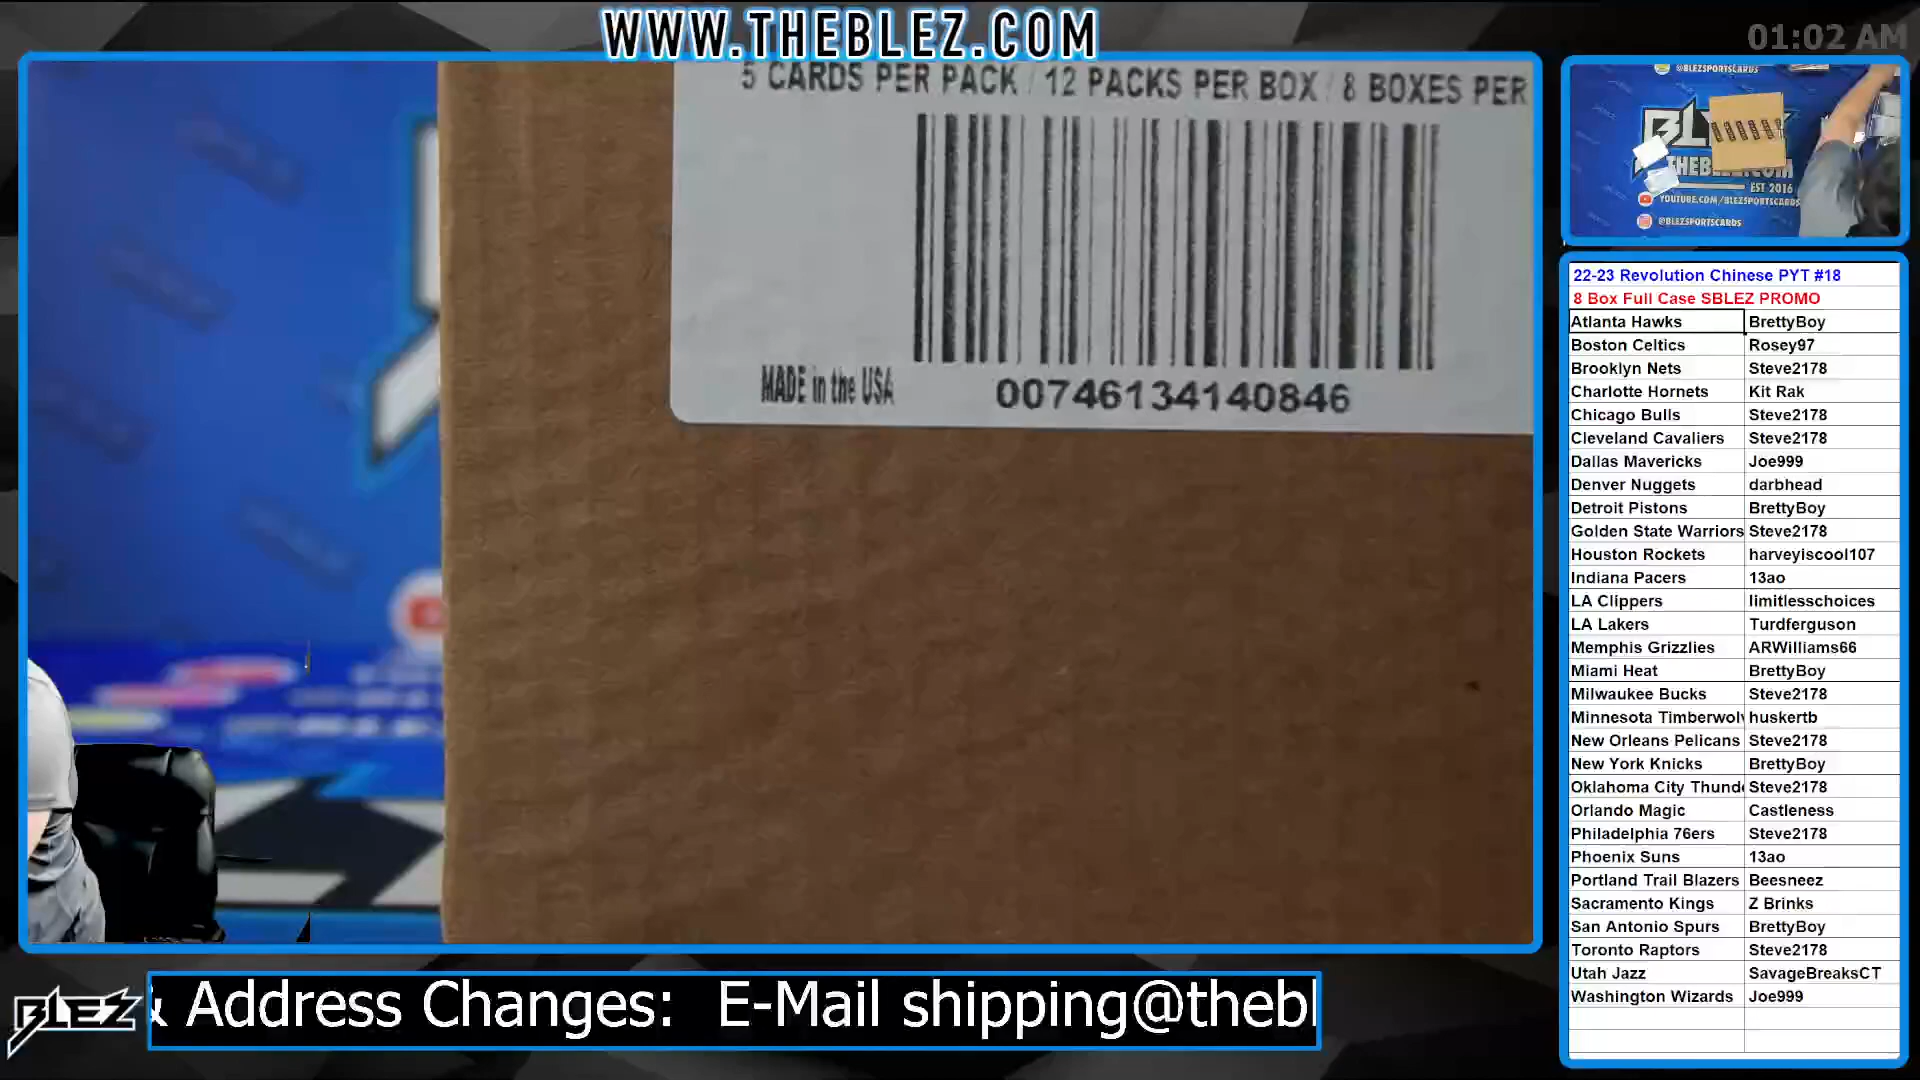 WWW.THEBLEZ.COM
01:02 AM
5 CARDS PER PACK / 12 PACKS PER BOX / 8 BOXES PER
MADE in the USA
00746134140846
@BLEZSPORTSCARDS
THEBLEZ.COM
EST 2016
YOUTUBE.COM/BLEZSPORTSCARDS
@BLEZSPORTSCARDS
22-23 Revolution Chinese PYT #18
8 Box Full Case SBLEZ PROMO
Atlanta Hawks BrettyBoy
Boston Celtics Rosey97
Brooklyn Nets Steve2178
Charlotte Hornets Kit Rak
Chicago Bulls Steve2178
Cleveland Cavaliers Steve2178
Dallas Mavericks Joe999
Denver Nuggets darbhead
Detroit Pistons BrettyBoy
Golden State Warriors Steve2178
Houston Rockets harveyiscool107
Indiana Pacers 13ao
LA Clippers limitlesschoices
LA Lakers Turdferguson
Memphis Grizzlies ARWilliams66
Miami Heat BrettyBoy
Milwaukee Bucks Steve2178
Minnesota Timberwolv huskertb
New Orleans Pelicans Steve2178
New York Knicks BrettyBoy
Oklahoma City Thunde Steve2178
Orlando Magic Castleness
Philadelphia 76ers Steve2178
Phoenix Suns 13ao
Portland Trail Blazers Beesneez
Sacramento Kings Z Brinks
San Antonio Spurs BrettyBoy
Toronto Raptors Steve2178
Utah Jazz SavageBreaksCT
Washington Wizards Joe999
BLEZ
& Address Changes: E-Mail shipping@thebl